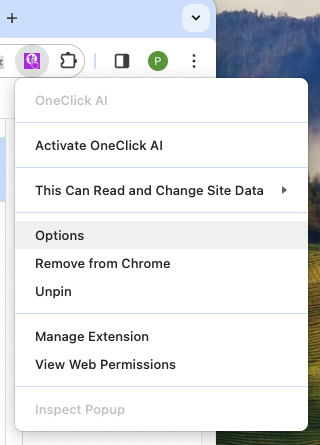 P
OneClick AI
Activate OneClick AI
This Can Read and Change Site Data
Options
Remove from Chrome
Unpin
Manage Extension
View Web Permissions
Inspect Popup